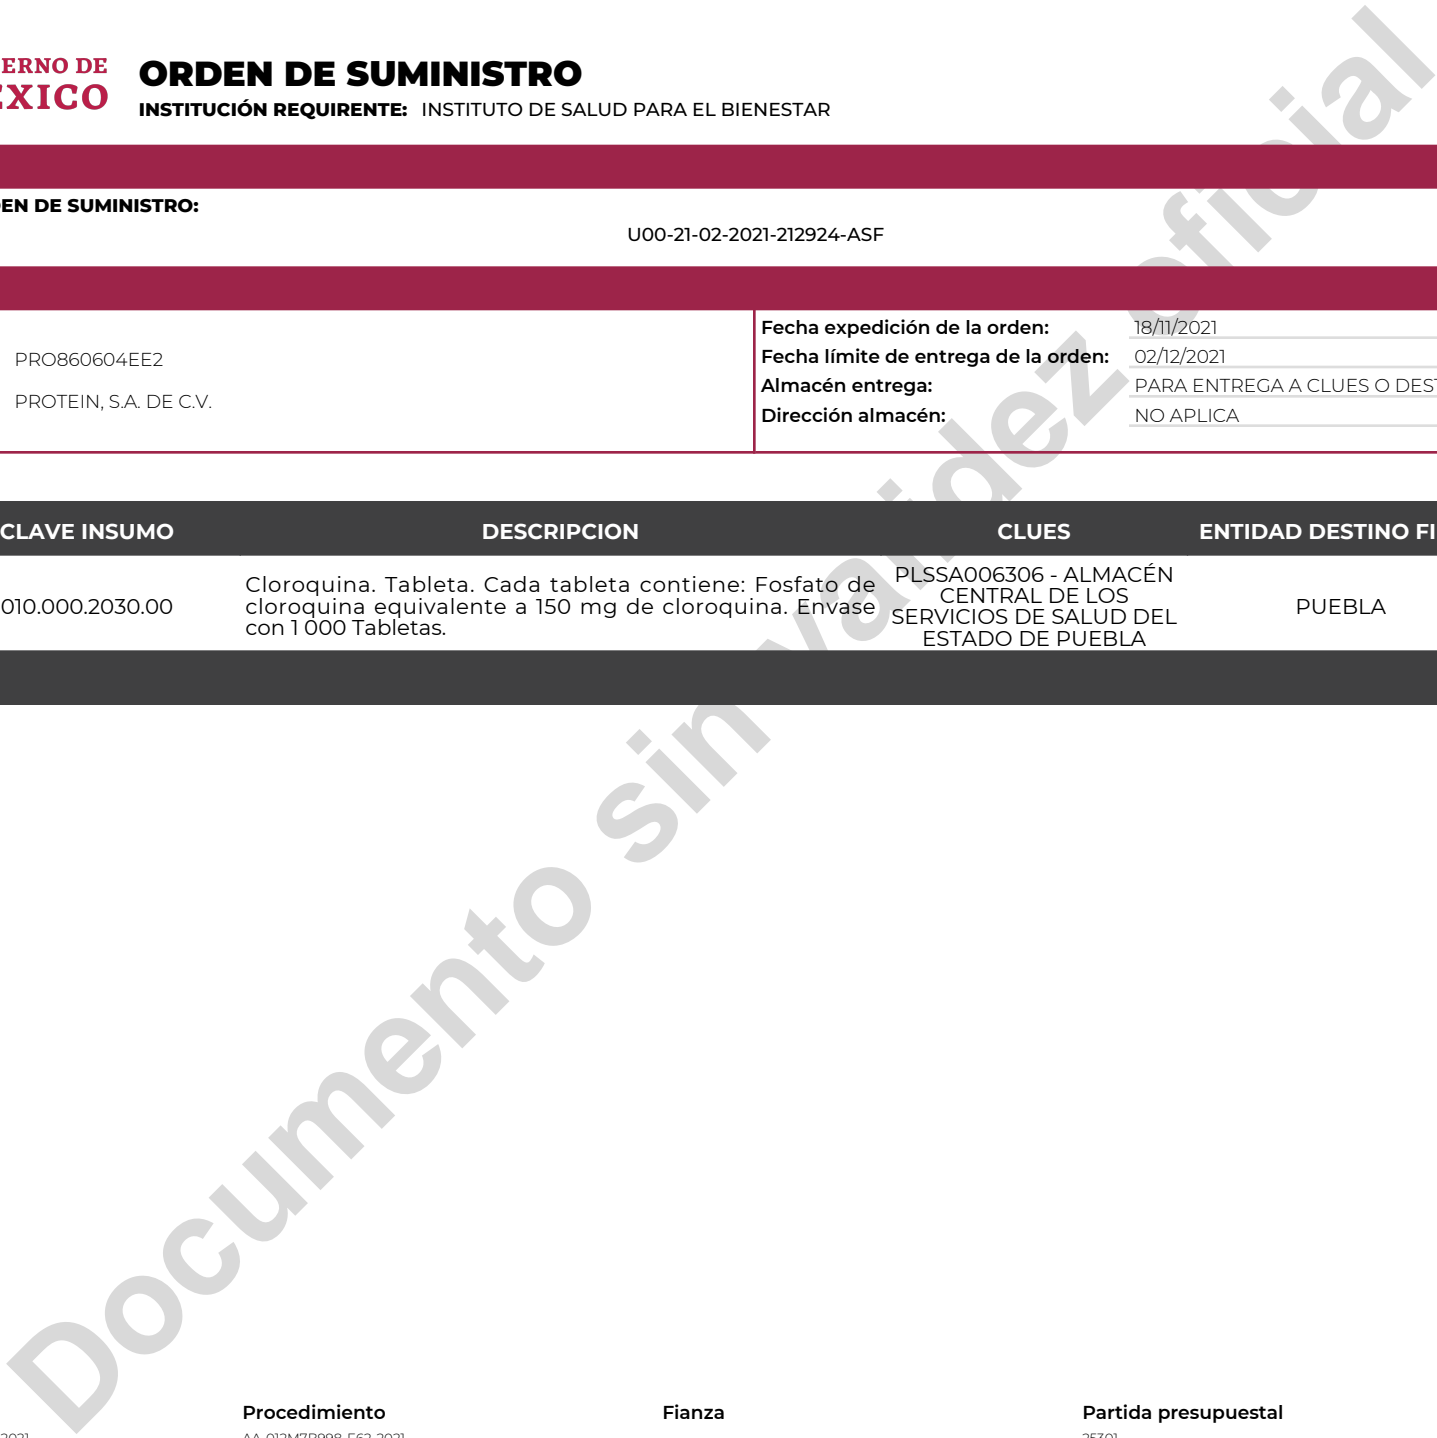 ERNO DE
ÉXICO
ORDEN DE SUMINISTRO
INSTITUCIÓN REQUIRENTE: INSTITUTO DE SALUD PARA EL BIENESTAR
EN DE SUMINISTRO:
U00-21-02-2021-212924-ASF
PRO860604EE2
PROTEIN, S.A. DE C.V.
Fecha expedición de la orden: 18/11/2021
Fecha límite de entrega de la orden: 02/12/2021
Almacén entrega: PARA ENTREGA A CLUES O DEST
Dirección almacén: NO APLICA
CLAVE INSUMO DESCRIPCION CLUES ENTIDAD DESTINO FI
010.000.2030.00
Cloroquina. Tableta. Cada tableta contiene: Fosfato de
cloroquina equivalente a 150 mg de cloroquina. Envase
con 1 000 Tabletas.
PLSSA006306 - ALMACÉN
CENTRAL DE LOS
SERVICIOS DE SALUD DEL
ESTADO DE PUEBLA
PUEBLA
Documento sin validez oficial
Procedimiento Fianza Partida presupuestal